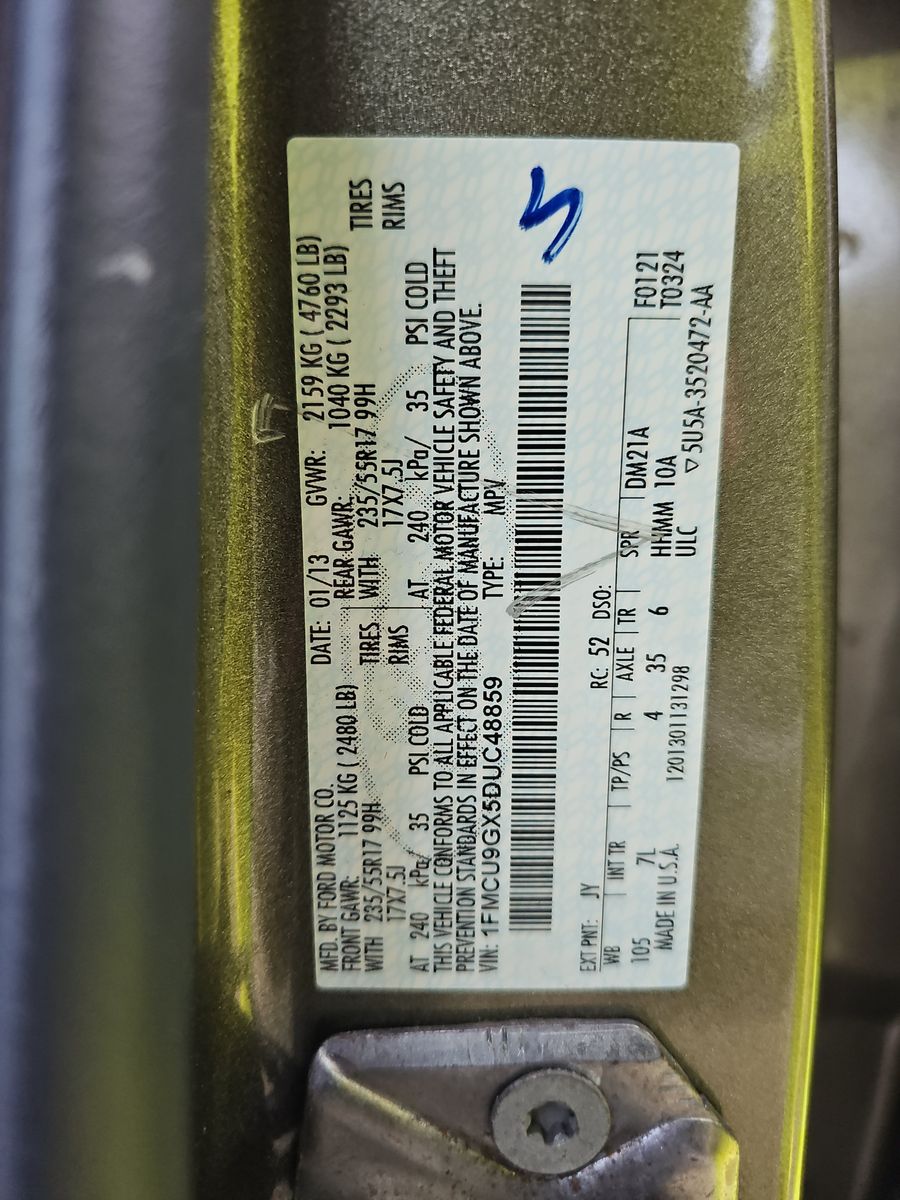 MFD. BY FORD MOTOR CO. DATE: 01/13 GVWR: 2159 KG ( 4760 LB)
FRONT GAWR: 1125 KG ( 2480 LB) REAR GAWR: 1040 KG ( 2293 LB)
WITH 235/55R17 99H TIRES WITH 235/55R17 99H TIRES
17X7.5J RIMS 17X7.5J RIMS
AT 240 kPa/ 35 PSI COLD AT 240 kPa/ 35 PSI COLD
THIS VEHICLE CONFORMS TO ALL APPLICABLE FEDERAL MOTOR VEHICLE SAFETY AND THEFT
PREVENTION STANDARDS IN EFFECT ON THE DATE OF MANUFACTURE SHOWN ABOVE.
VIN: 1FMCU9GX5DUC48859 TYPE: MPV
5
EXT PNT: JY RC: 52 DSO:
WB INT TR TP/PS R AXLE TR SPR DM21A F0121
105 7L 4 35 6 HHMM 10A T0324
MADE IN U.S.A. 1201301131298 ULC ▽5U5A-3520472-AA